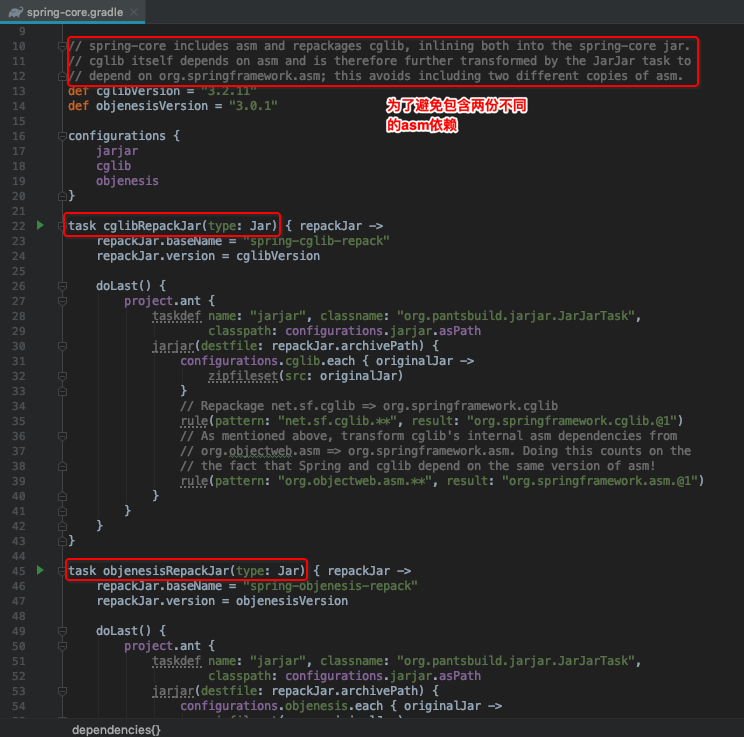 spring-core.gradle
9
10 // spring-core includes asm and repackages cglib, inlining both into the spring-core jar.
11 // cglib itself depends on asm and is therefore further transformed by the JarJar task to
12 // depend on org.springframework.asm; this avoids including two different copies of asm.
13 def cglibVersion = "3.2.11"
为了避免包含两份不同
14 def objenesisVersion = "3.0.1"
的asm依赖
15
16 configurations {
17 jarjar
18 cglib
19 objenesis
20 }
21
22 task cglibRepackJar(type: Jar) { repackJar ->
23 repackJar.baseName = "spring-cglib-repack"
24 repackJar.version = cglibVersion
25
26 doLast() {
27 project.ant {
28 taskdef name: "jarjar", classname: "org.pantsbuild.jarjar.JarJarTask",
29 classpath: configurations.jarjar.asPath
30 jarjar(destfile: repackJar.archivePath) {
31 configurations.cglib.each { originalJar ->
32 zipfileset(src: originalJar)
33 }
34 // Repackage net.sf.cglib => org.springframework.cglib
35 rule(pattern: "net.sf.cglib.**", result: "org.springframework.cglib.@1")
36 // As mentioned above, transform cglib's internal asm dependencies from
37 // org.objectweb.asm => org.springframework.asm. Doing this counts on the
38 // the fact that Spring and cglib depend on the same version of asm!
39 rule(pattern: "org.objectweb.asm.**", result: "org.springframework.asm.@1")
40 }
41 }
42 }
43 }
44
45 task objenesisRepackJar(type: Jar) { repackJar ->
46 repackJar.baseName = "spring-objenesis-repack"
47 repackJar.version = objenesisVersion
48
49 doLast() {
50 project.ant {
51 taskdef name: "jarjar", classname: "org.pantsbuild.jarjar.JarJarTask",
52 classpath: configurations.jarjar.asPath
53 jarjar(destfile: repackJar.archivePath) {
54 configurations.objenesis.each { originalJar ->
dependencies{}